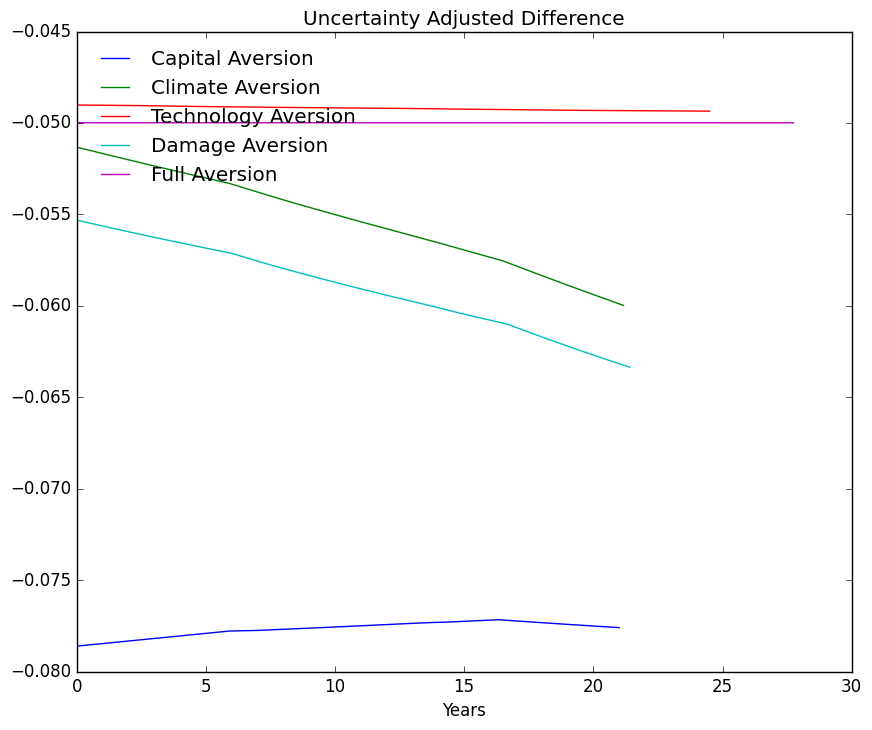 Uncertainty Adjusted Difference
−0.045
−0.050
−0.055
−0.060
−0.065
−0.070
−0.075
−0.080
Capital Aversion
Climate Aversion
Technology Aversion
Damage Aversion
Full Aversion
0 5 10 15 20 25 30
Years